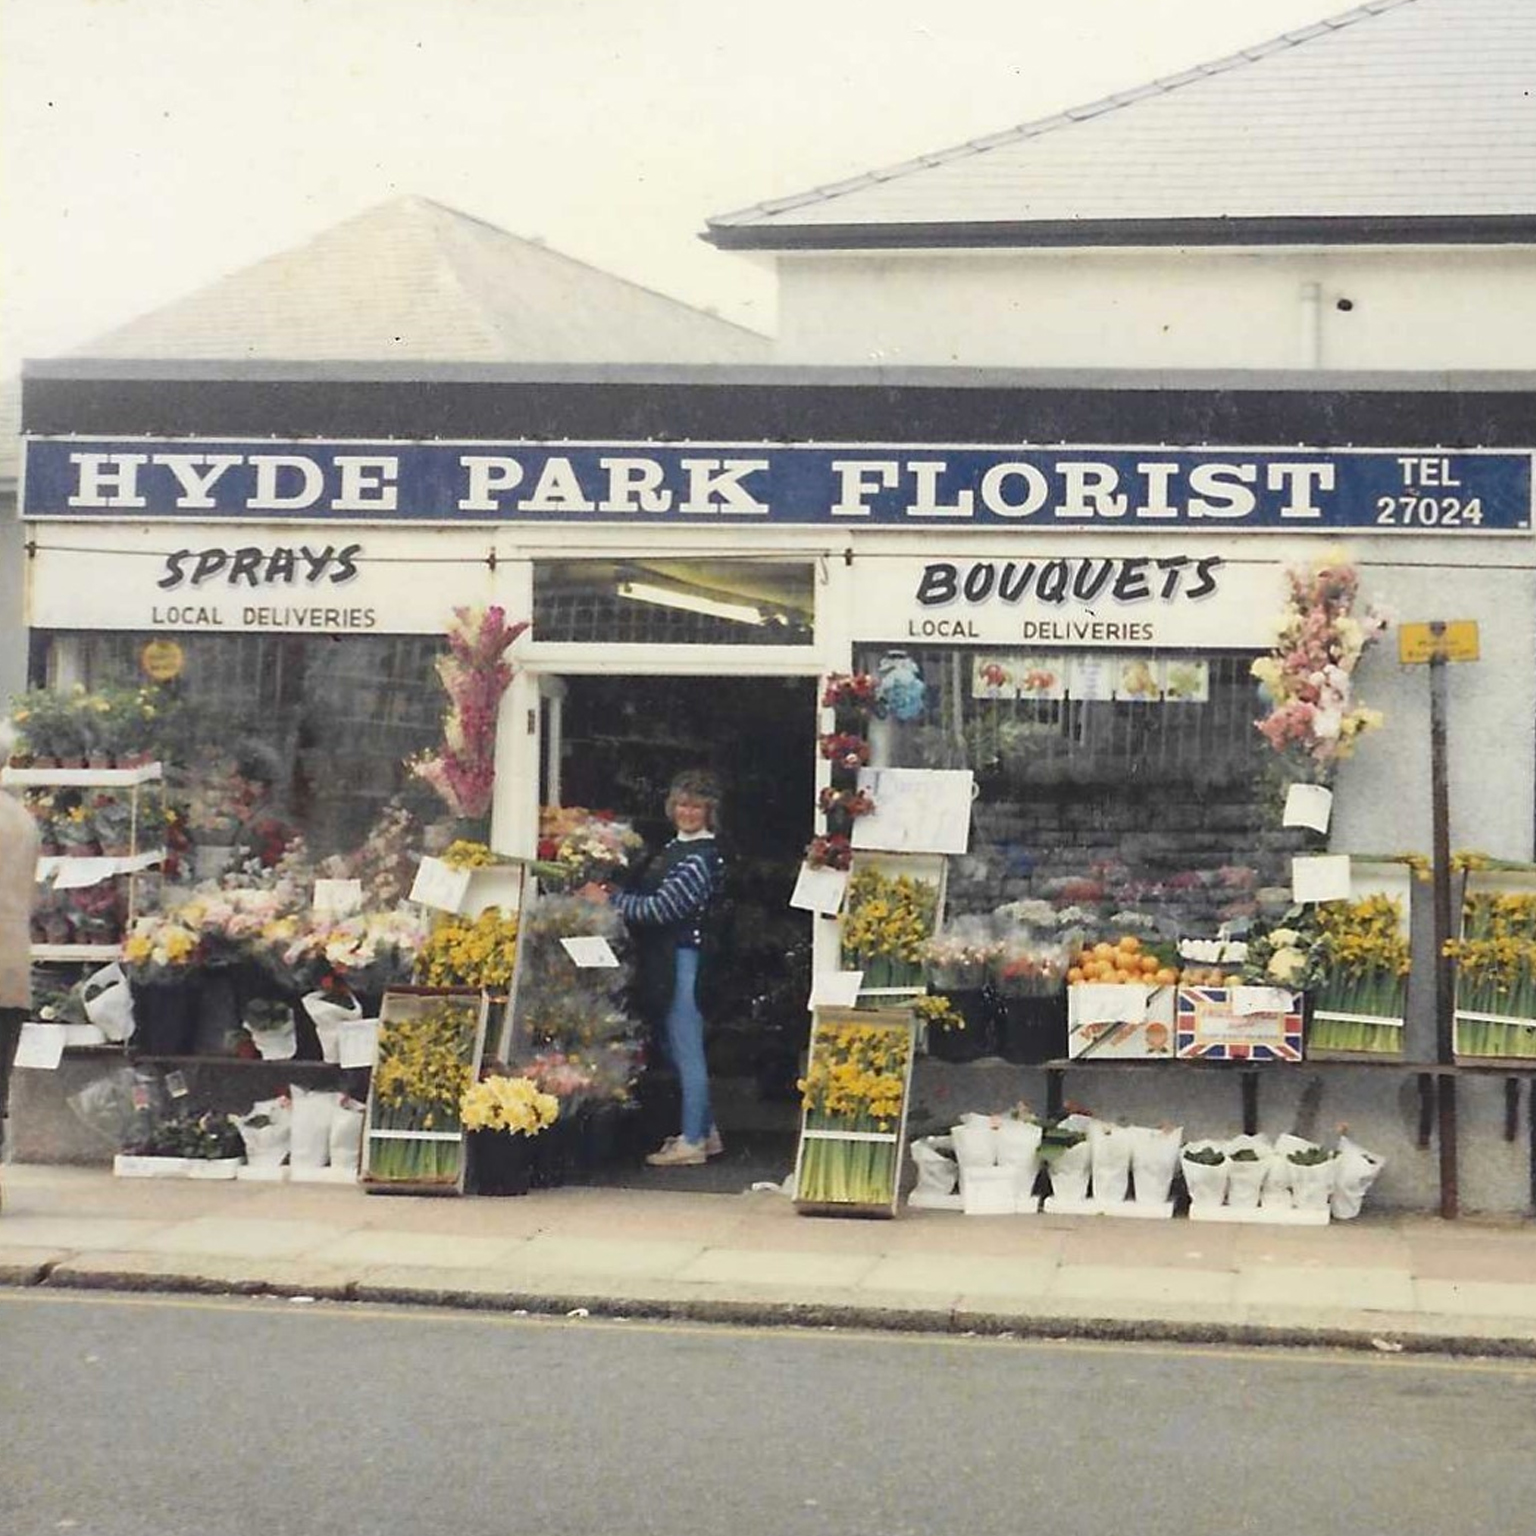 HYDE PARK FLORIST
TEL
27024
SPRAYS
LOCAL DELIVERIES
BOUQUETS
LOCAL DELIVERIES